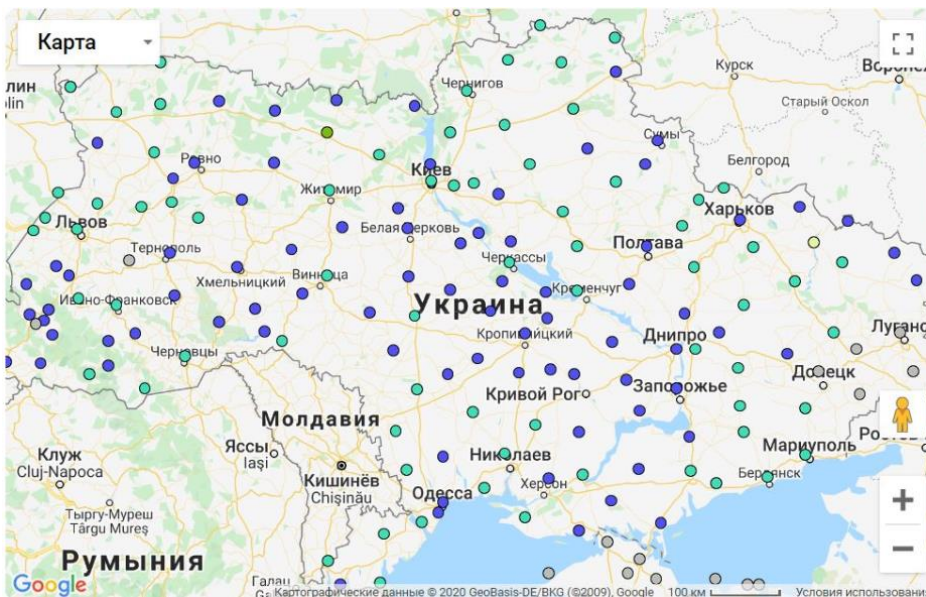 Карта
Курск
Чернигов
Старый Оскол
Сумы
Белгород
Ровно
Киев
Житомир
Харьков
Львов
Белая Церковь
Полтава
Тернополь
Хмельницкий
Винница
Черкассы
Ивано-Франковск
Украина
Кременчуг
Кропивницкий
Днипро
Черновцы
Донецк
Кривой Рог
Запорожье
Молдавия
Клуж
Cluj-Napoca
Яссы
Iași
Николаев
Мариуполь
Кишинёв
Chișinău
Херсон
Бердянск
Одесса
Тыргу-Муреш
Târgu Mureș
Румыния
Галац
Google
Картографические данные © 2020 GeoBasis-DE/BKG (©2009), Google
100 км
Условия использования